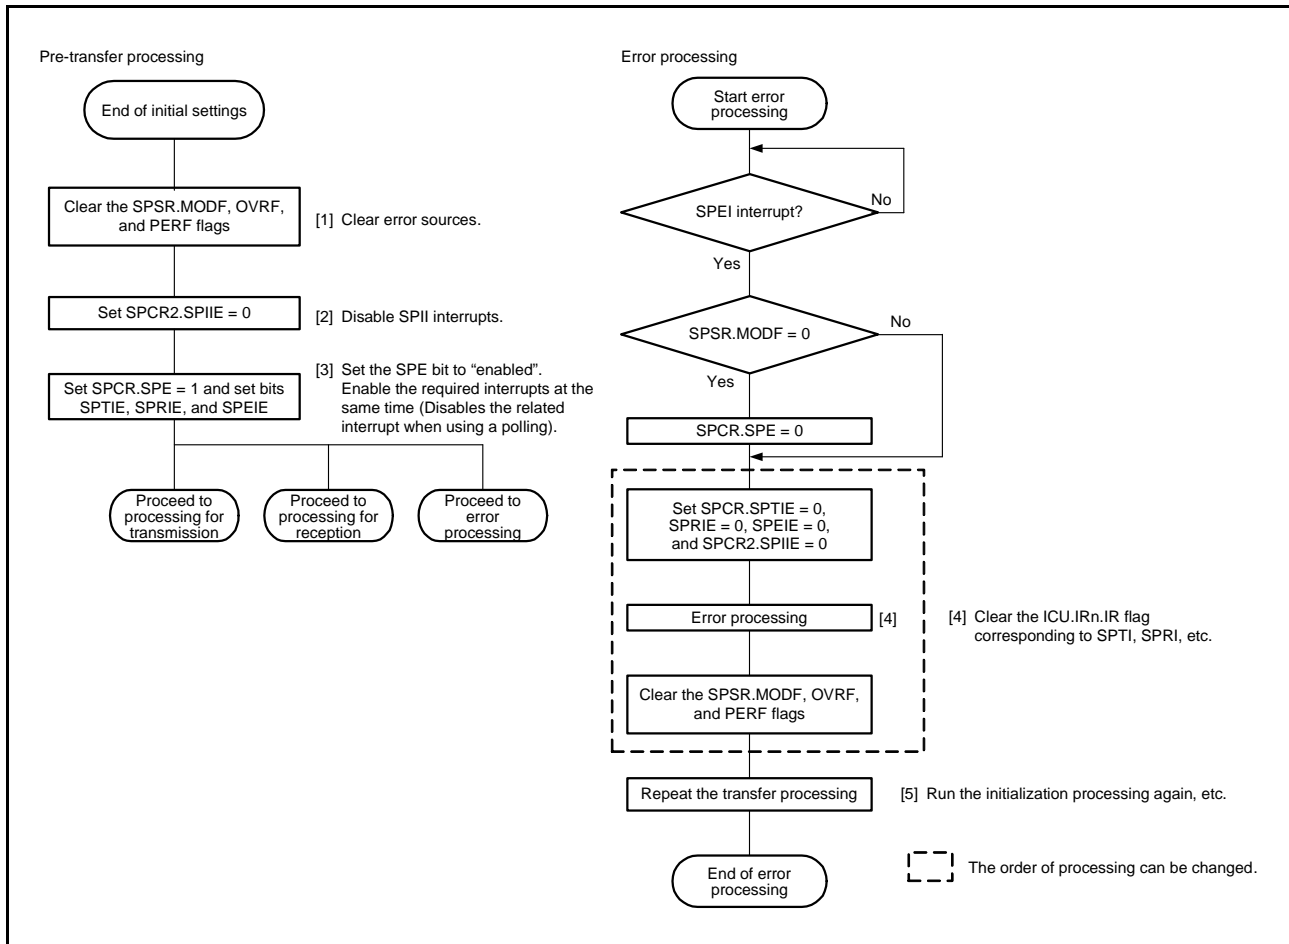 Pre-transfer processing
End of initial settings
Clear the SPSR.MODF, OVRF,
and PERF flags
[1] Clear error sources.
Set SPCR2.SPIIE = 0
[2] Disable SPII interrupts.
Set SPCR.SPE = 1 and set bits
SPTIE, SPRIE, and SPEIE
[3] Set the SPE bit to “enabled”.
Enable the required interrupts at the
same time (Disables the related
interrupt when using a polling).
Proceed to
processing for
transmission
Proceed to
processing for
reception
Proceed to
error
processing
Error processing
Start error
processing
SPEI interrupt?
No
Yes
SPSR.MODF = 0
No
Yes
SPCR.SPE = 0
Set SPCR.SPTIE = 0,
SPRIE = 0, SPEIE = 0,
and SPCR2.SPIIE = 0
Error processing
[4]
[4] Clear the ICU.IRn.IR flag
corresponding to SPTI, SPRI, etc.
Clear the SPSR.MODF, OVRF,
and PERF flags
Repeat the transfer processing
[5] Run the initialization processing again, etc.
End of error
processing
The order of processing can be changed.